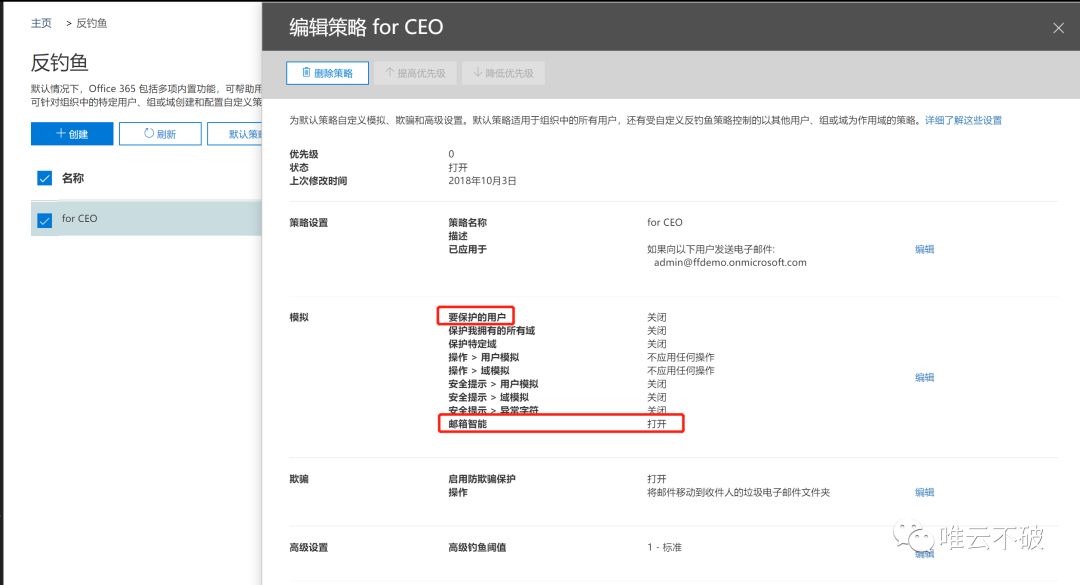 主页 > 反钓鱼
反钓鱼
默认情况下，Office 365 包括多项内置功能，可帮助用
可针对组织中的特定用户、组或域创建和配置自定义策
创建 刷新 默认策略
名称
for CEO
编辑策略 for CEO
删除策略 提高优先级 降低优先级
为默认策略自定义模拟、欺骗和高级设置。默认策略适用于组织中的所有用户，还有受自定义反钓鱼策略控制的以其他用户、组或域为作用域的策略。详细了解这些设置
优先级 0
状态 打开
上次修改时间 2018年10月3日
策略设置 策略名称 for CEO
描述
已应用于 如果向以下用户发送电子邮件: 编辑
admin@ffdemo.onmicrosoft.com
模拟 要保护的用户 关闭
保护我拥有的所有域 关闭
保护特定域 关闭
操作 > 用户模拟 不应用任何操作
操作 > 域模拟 不应用任何操作
编辑
安全提示 > 用户模拟 关闭
安全提示 > 域模拟 关闭
安全提示 > 异常字符 关闭
邮箱智能 打开
欺骗 启用防欺骗保护 打开
操作 将邮件移动到收件人的垃圾电子邮件文件夹 编辑
高级设置 高级钓鱼阈值 1 - 标准
编辑
唯云不破